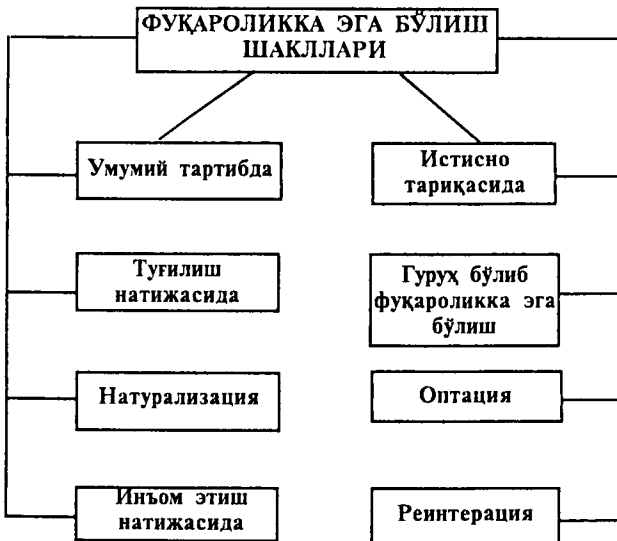 ФУҚАРОЛИККА ЭГА БЎЛИШ
ШАКЛЛАРИ
Умумий тартибда
Истисно
тариқасида
Туғилиш
натижасида
Гуруҳ бўлиб
фуқароликка эга
бўлиш
Натурализация
Оптация
Инъом этиш
натижасида
Реинтерация